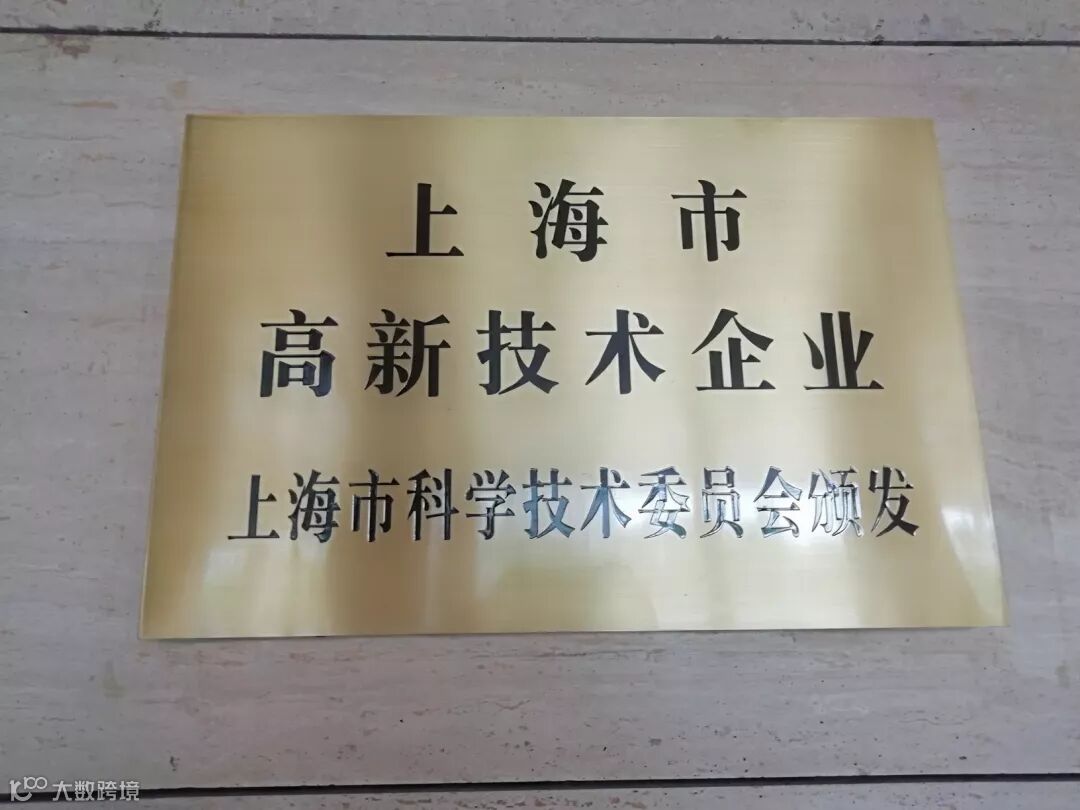 上海市
高新技术企业
上海市科学技术委员会颁发
大数跨境